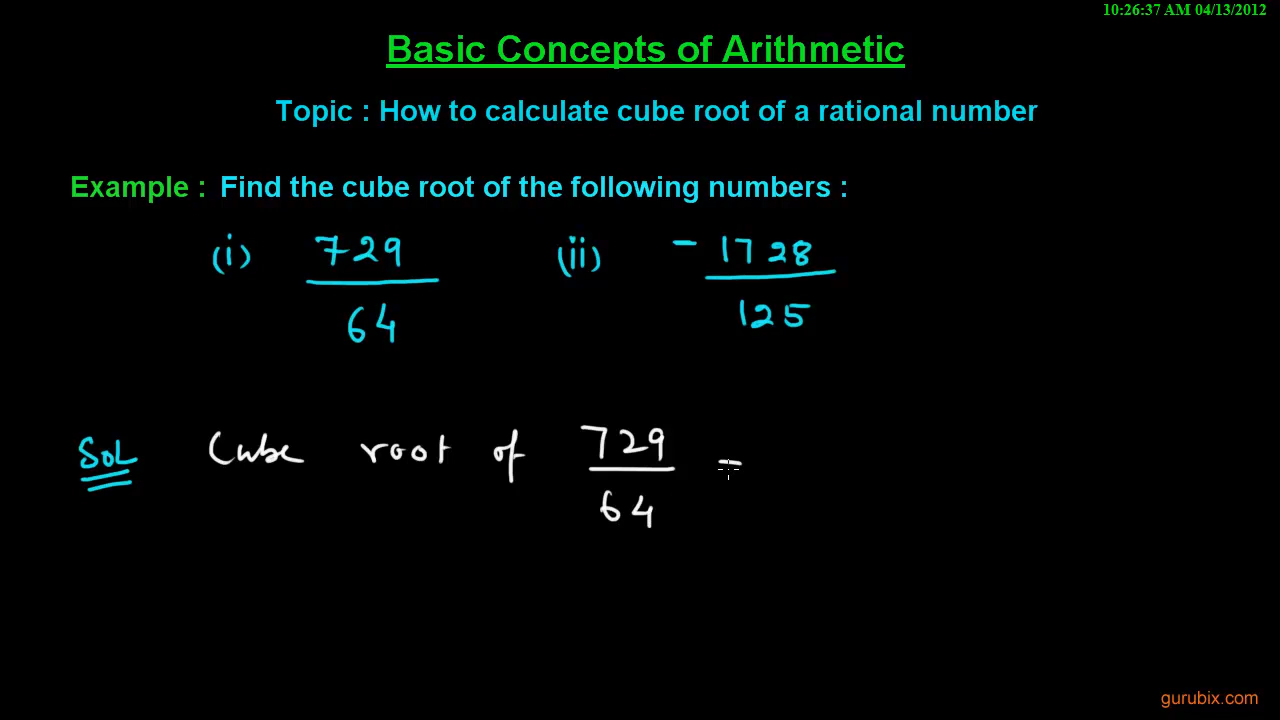 10:26:37 AM 04/13/2012
Basic Concepts of Arithmetic
Topic : How to calculate cube root of a rational number
Example : Find the cube root of the following numbers :
(i) 729/64 (ii) -1728/125
Sol Cube root of 729/64 =
gurubix.com